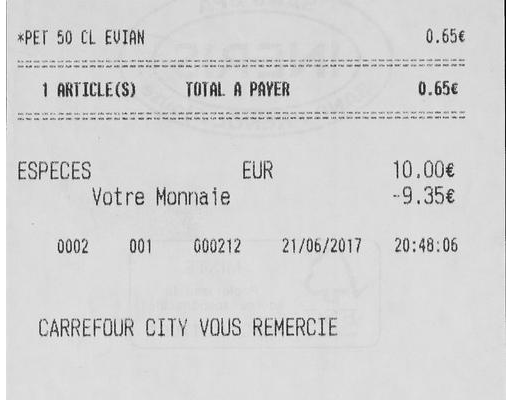 *PET 50 CL EVIAN 0.65€
1 ARTICLE(S) TOTAL A PAYER 0.65€
ESPECES EUR 10.00€
Votre Monnaie -9.35€
0002 001 000212 21/06/2017 20:48:06
CARREFOUR CITY VOUS REMERCIE